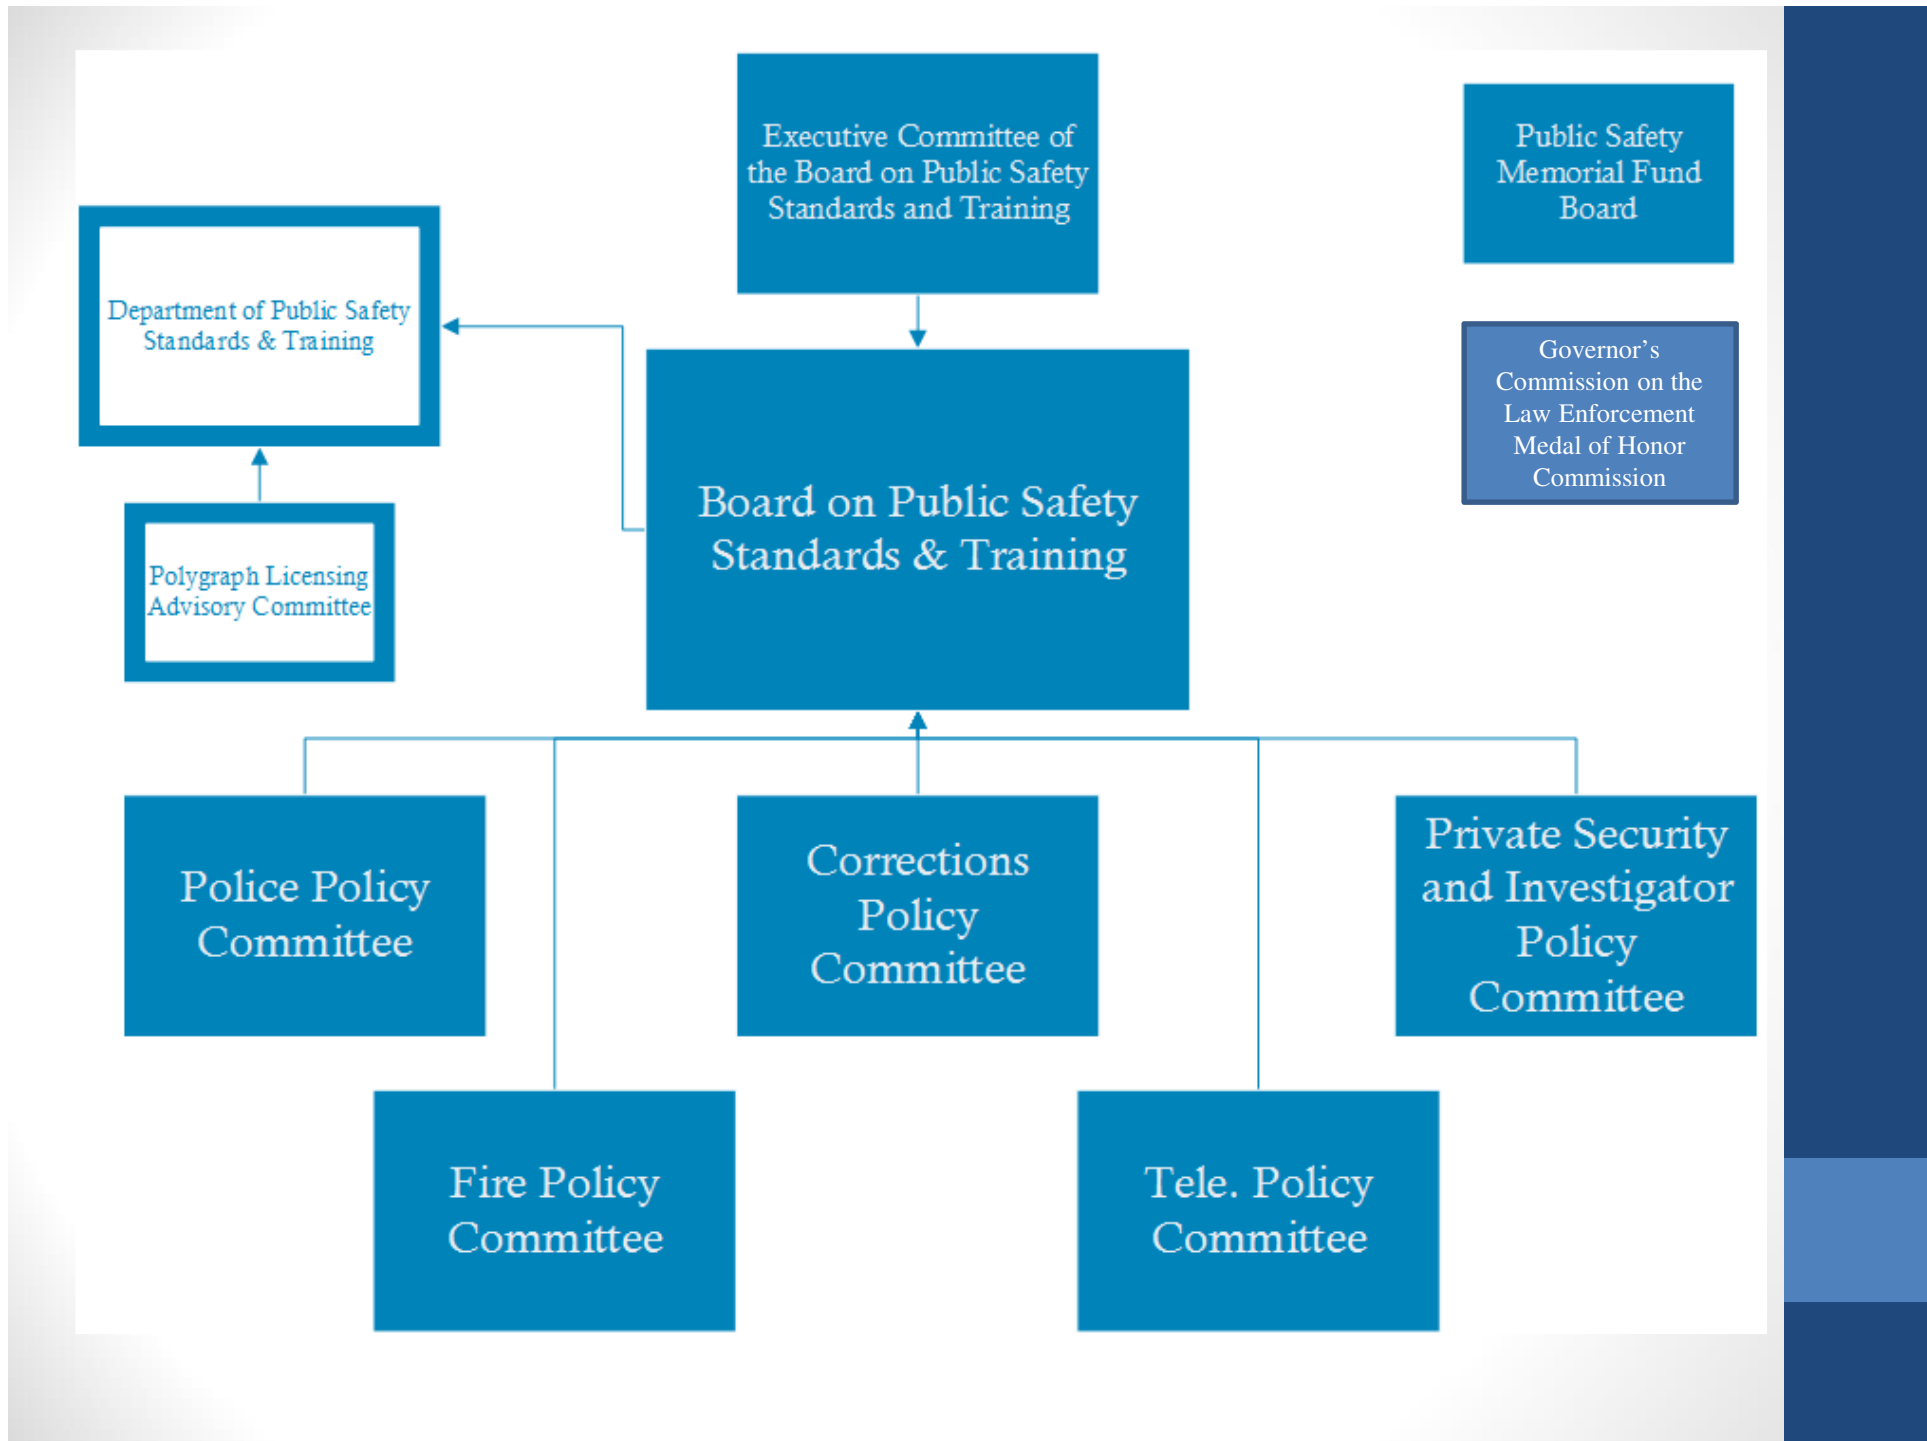 Executive Committee of
the Board on Public Safety
Standards and Training
Public Safety
Memorial Fund
Board
Department of Public Safety
Standards & Training
Governor’s
Commission on the
Law Enforcement
Medal of Honor
Commission
Board on Public Safety
Standards & Training
Polygraph Licensing
Advisory Committee
Police Policy
Committee
Corrections
Policy
Committee
Private Security
and Investigator
Policy
Committee
Fire Policy
Committee
Tele. Policy
Committee